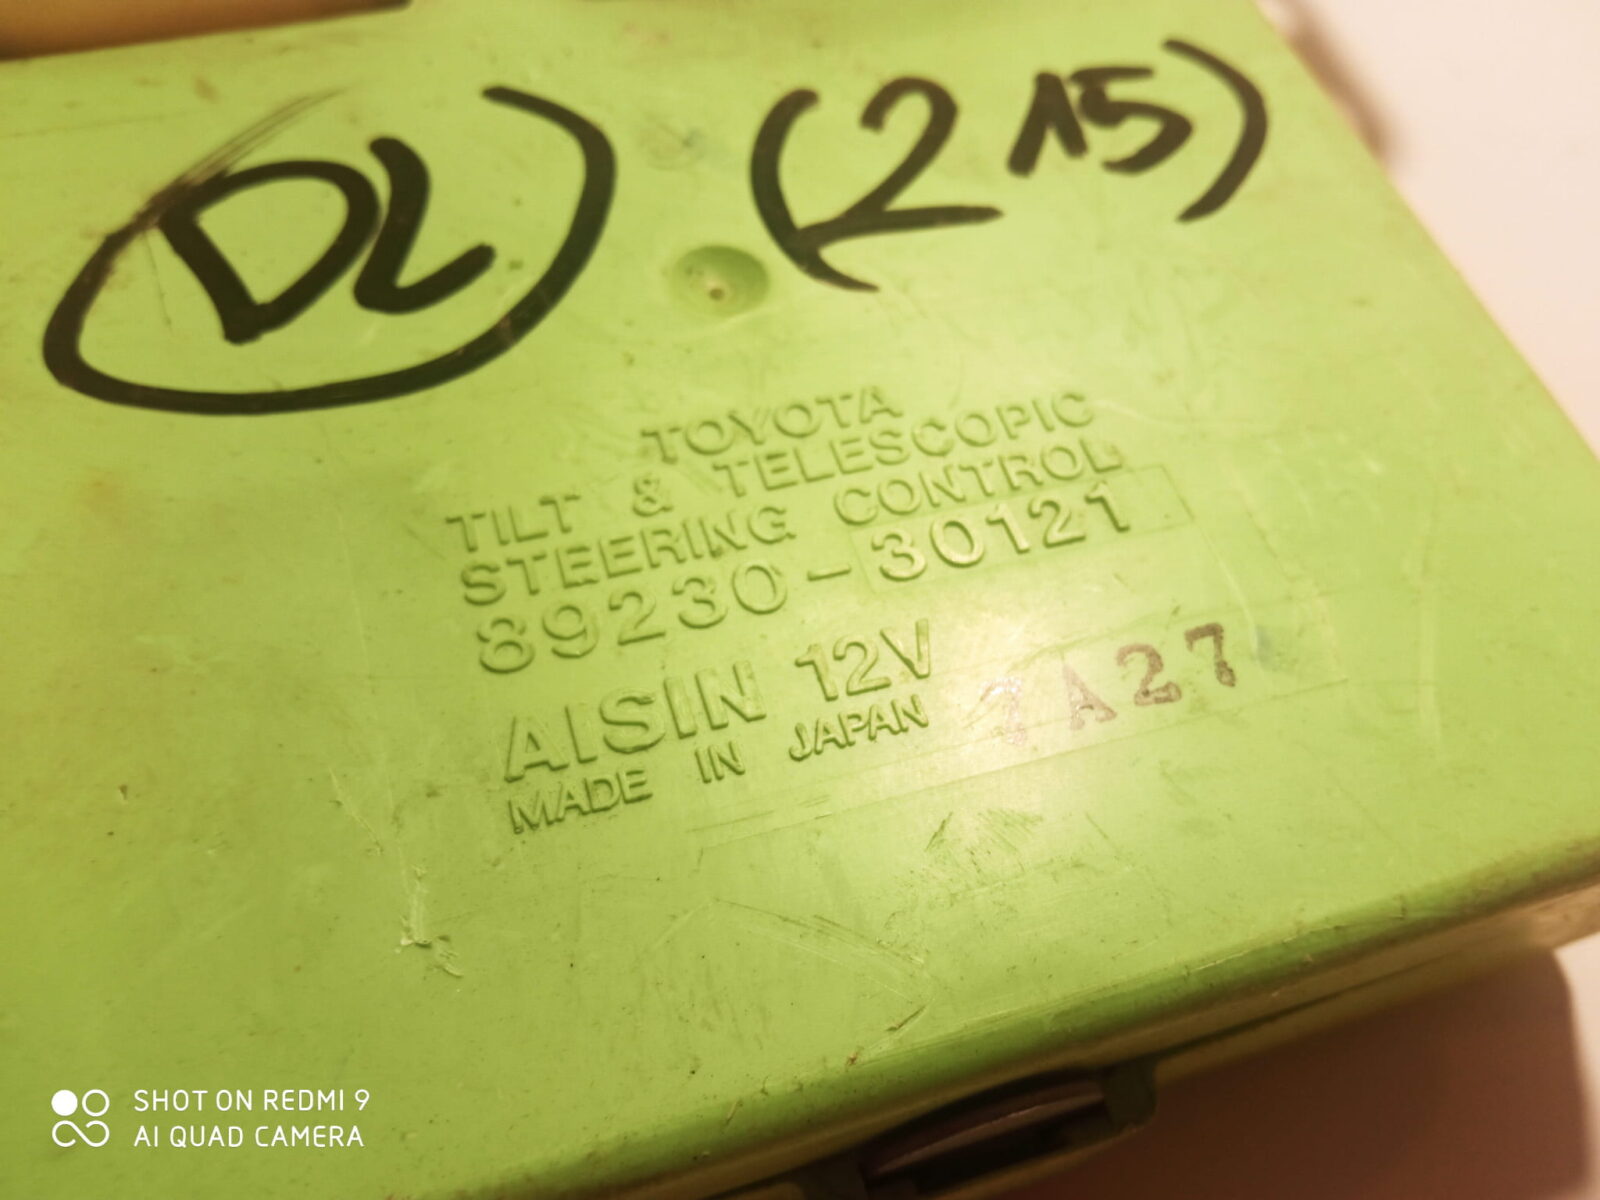 DL (215)
TOYOTA
TILT & TELESCOPIC
STEERING CONTROL
89230-30121
AISIN 12V
MADE IN JAPAN 7A27
SHOT ON REDMI 9
AI QUAD CAMERA